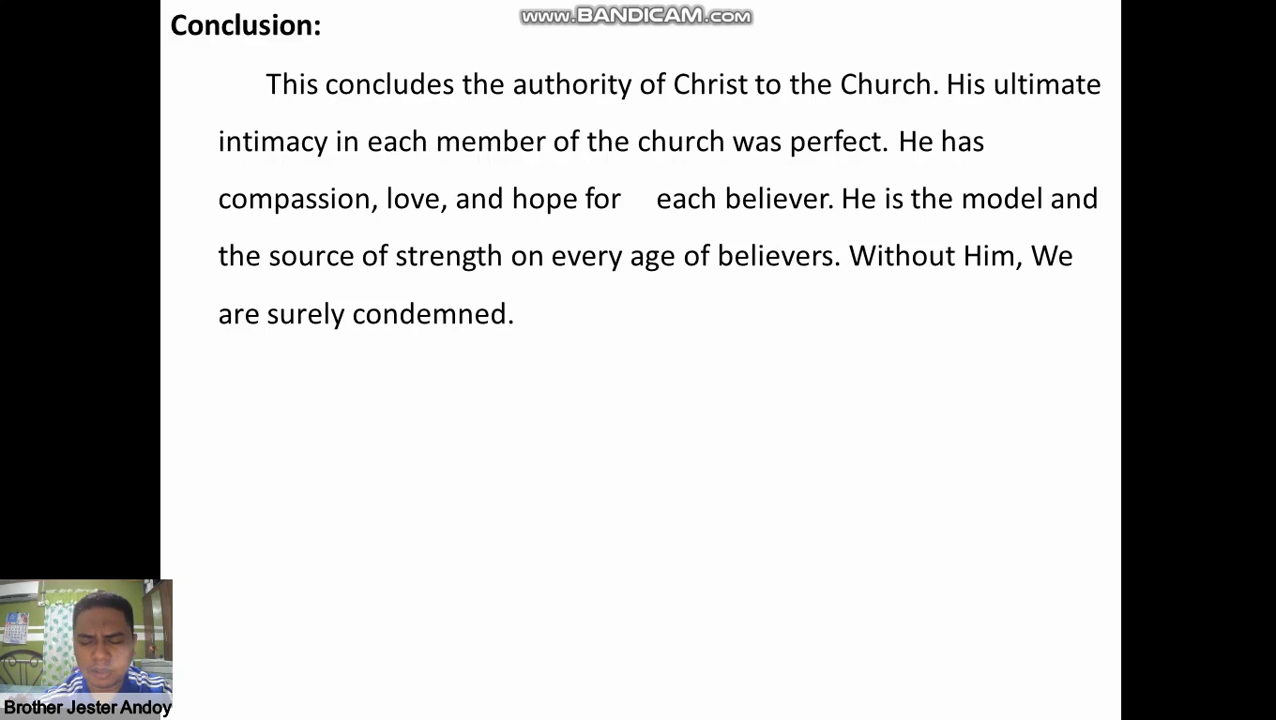 www.BANDICAM.com
Conclusion:
This concludes the authority of Christ to the Church. His ultimate
intimacy in each member of the church was perfect. He has
compassion, love, and hope for each believer. He is the model and
the source of strength on every age of believers. Without Him, We
are surely condemned.
Brother Jester Andoy